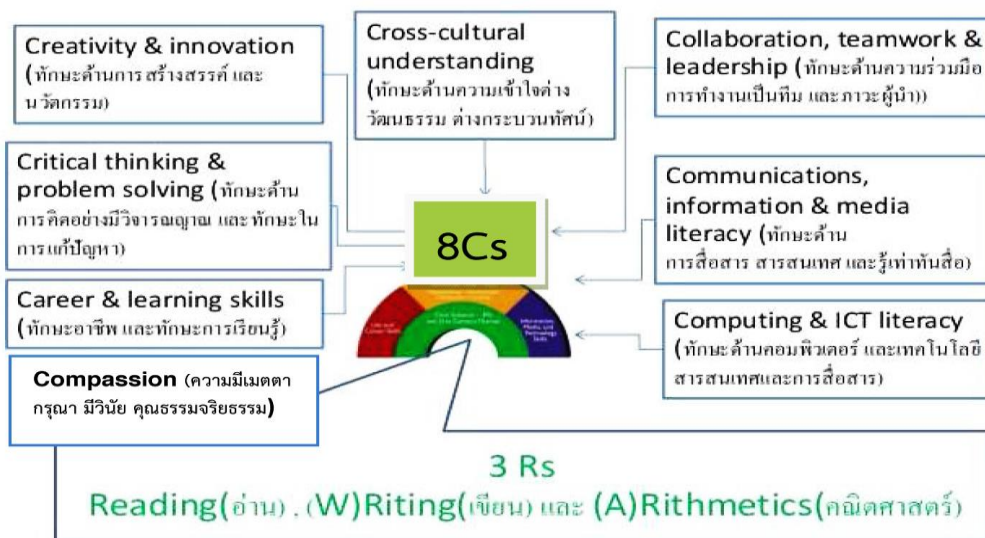 Creativity & innovation
(ทักษะด้านการสร้างสรรค์ และ
นวัตกรรม)
Cross-cultural
understanding
(ทักษะด้านความเข้าใจต่าง
วัฒนธรรม ต่างกระบวนทัศน์)
Collaboration, teamwork &
leadership (ทักษะด้านความร่วมมือ
การทำงานเป็นทีม และภาวะผู้นำ))
Critical thinking &
problem solving (ทักษะด้าน
การคิดอย่างมีวิจารณญาณ และทักษะใน
การแก้ปัญหา)
8Cs
Communications,
information & media
literacy (ทักษะด้าน
การสื่อสาร สารสนเทศ และรู้เท่าทันสื่อ)
Career & learning skills
(ทักษะอาชีพ และทักษะการเรียนรู้)
Life and
Career Skills
Information,
Media, and
Technology
Skills
Computing & ICT literacy
(ทักษะด้านคอมพิวเตอร์ และเทคโนโลยี
สารสนเทศและการสื่อสาร)
Compassion (ความมีเมตตา
กรุณา มีวินัย คุณธรรมจริยธรรม)
3 Rs
Reading(อ่าน) . (W)Riting(เขียน) และ (A)Rithmetics(คณิตศาสตร์)